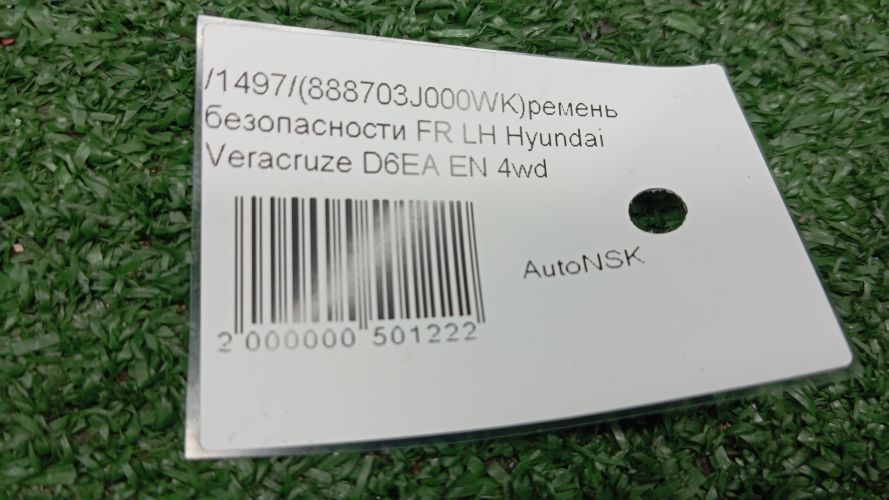 /1497/(888703J000WK)ремень
безопасности FR LH Hyundai
Veracruze D6EA EN 4wd
AutoNSK
2 000000 501222